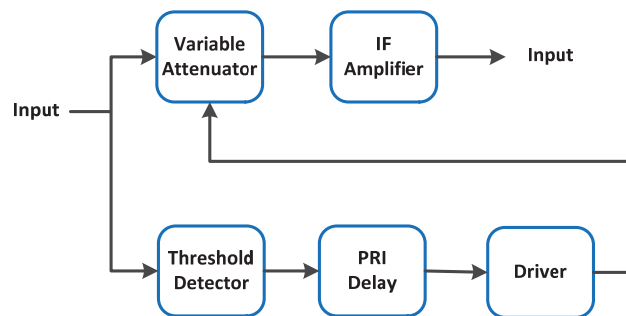 Variable
Attenuator
IF
Amplifier
Input
Input
Threshold
Detector
PRI
Delay
Driver